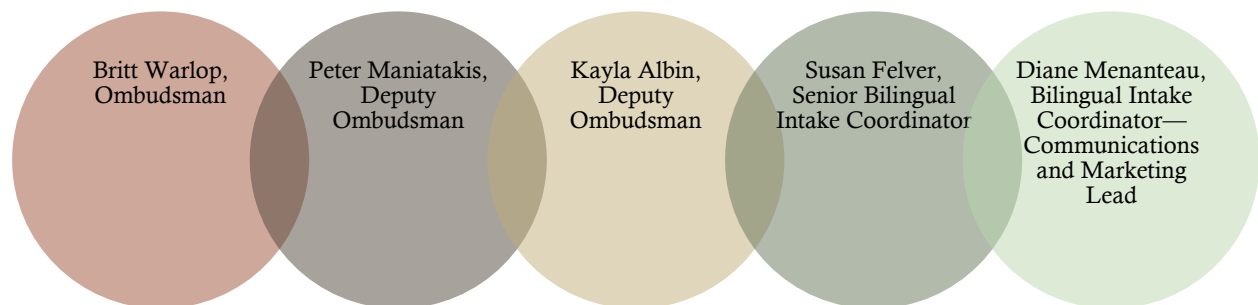 Britt Warlop,
Ombudsman
Peter Maniatakis,
Deputy
Ombudsman
Kayla Albin,
Deputy
Ombudsman
Susan Felver,
Senior Bilingual
Intake Coordinator
Diane Menanteau,
Bilingual Intake
Coordinator—
Communications
and Marketing
Lead